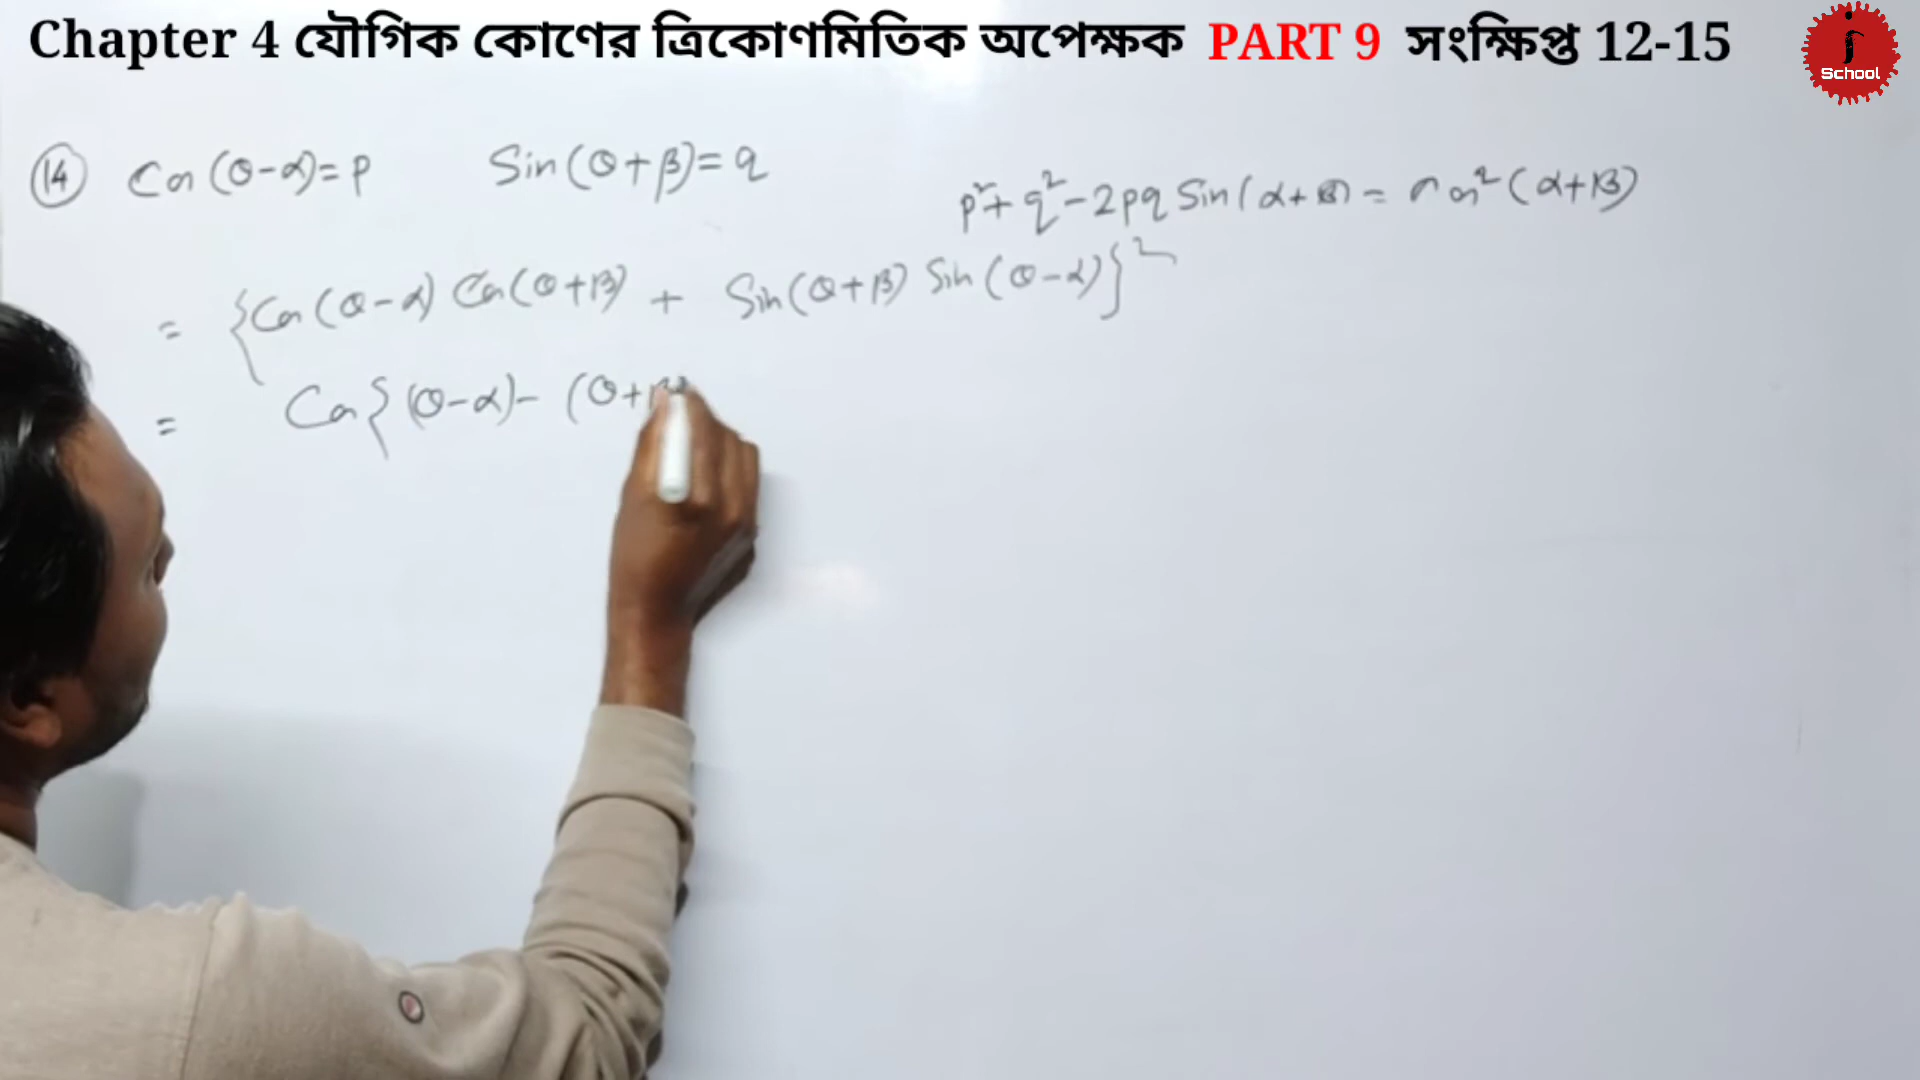 Chapter 4 যৌগিক কোণের ত্রিকোণমিতিক অপেক্ষক PART 9 সংক্ষিপ্ত 12-15
School
14 Cos(θ-α)=p Sin(θ+β)=q
p²+q²-2pq Sin(α+β)=cos²(α+β)
= {Cos(θ-α) Cos(θ+β) + Sin(θ+β) Sin(θ-α)}²
= Cos{(θ-α)-(θ+